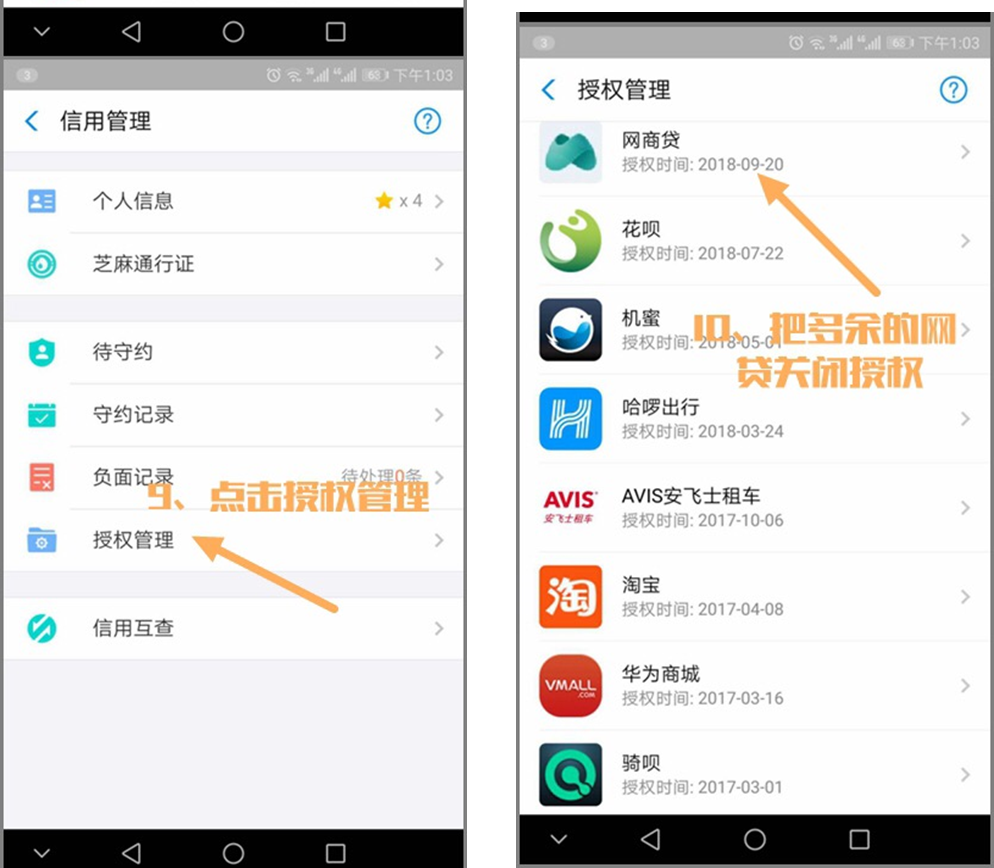 3
63 下午1:03
信用管理
?
个人信息
x 4
芝麻通行证
待守约
守约记录
负面记录
待处理0条
9、点击授权管理
授权管理
信用互查
3
63 下午1:03
授权管理
?
网商贷
授权时间: 2018-09-20
花呗
授权时间: 2018-07-22
机蜜
授权时间: 2018-05-01
10、把多余的网
贷关闭授权
哈啰出行
授权时间: 2018-03-24
AVIS
安飞士租车
AVIS安飞士租车
授权时间: 2017-10-06
淘
淘宝
授权时间: 2017-04-08
VMALL
.COM
华为商城
授权时间: 2017-03-16
骑呗
授权时间: 2017-03-01